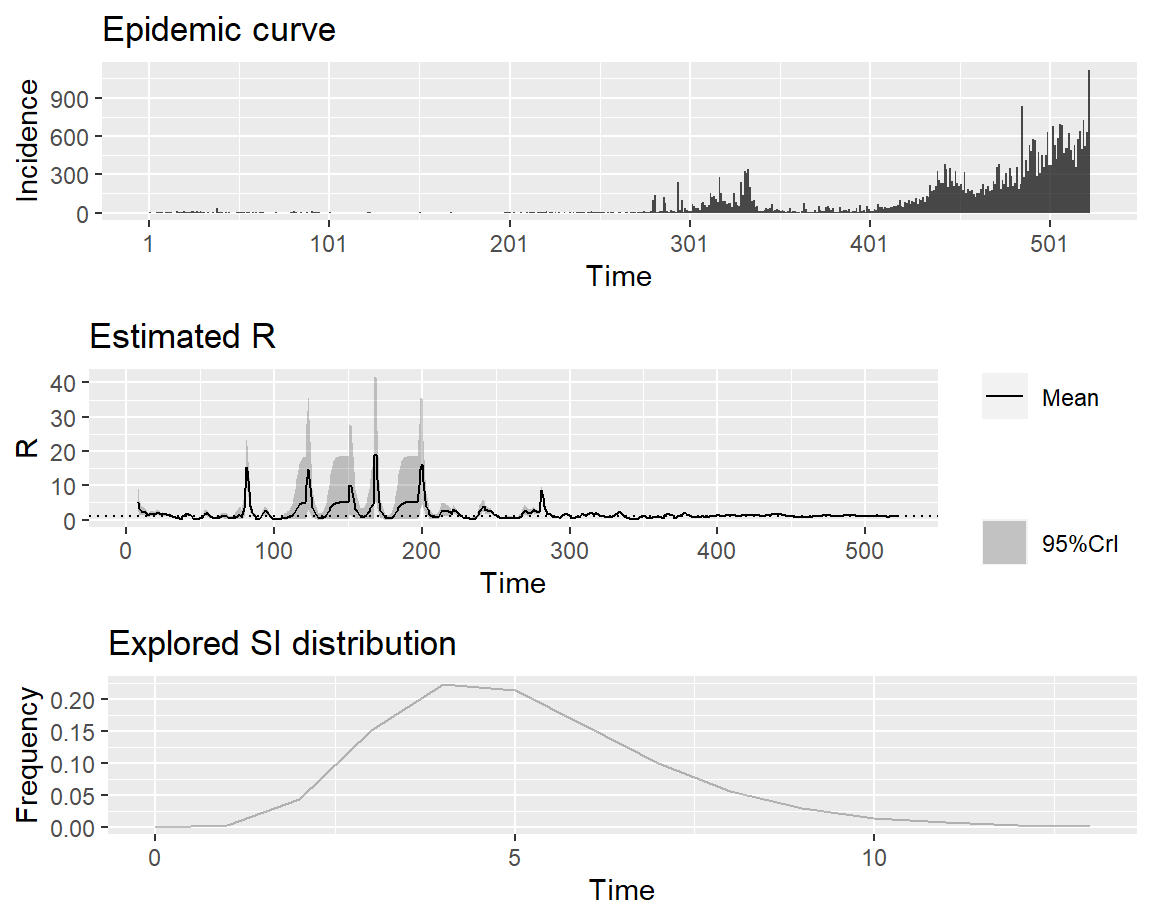 Epidemic curve
Incidence
900
600
300
0
1
101
201
301
401
501
Time
Estimated R
R
40
30
20
10
0
0
100
200
300
400
500
Time
Mean
95%CrI
Explored SI distribution
Frequency
0.20
0.15
0.10
0.05
0.00
0
5
10
Time